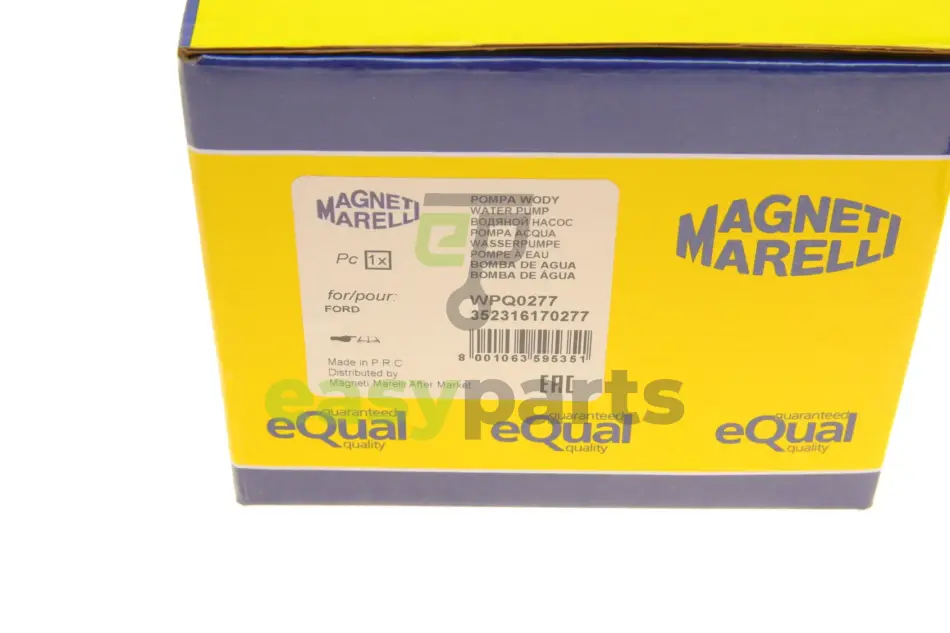 MAGNETI
MARELLI
POMPA WODY
WATER PUMP
ВОДЯНОЙ НАСОС
POMPA ACQUA
WASSERPUMPE
POMPE À EAU
BOMBA DE AGUA
BOMBA DE ÁGUA
Pc 1x
for/pour:
FORD
WPQ0277
352316170277
8 001063 595351
Made in P.R.C
Distributed by
Magneti Marelli After Market
EAC
MAGNETI
MARELLI
ep
easyparts
guaranteed
eQual
quality
guaranteed
eQual
quality
guaranteed
eQual
quality